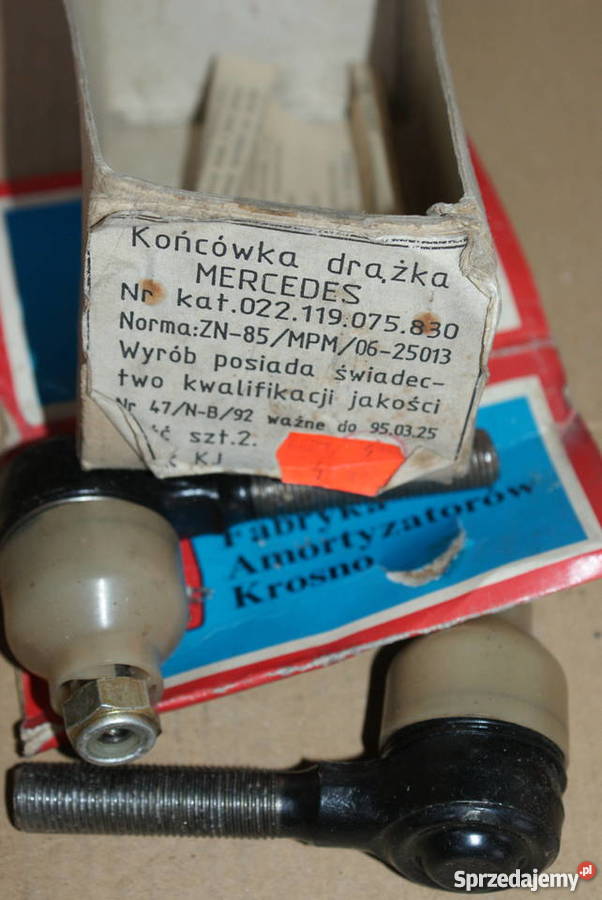 Końcówka drążka
MERCEDES
Nr kat.022.119.075.830
Norma:ZN-85/MPM/06-25013
Wyrób posiada świadec-
two kwalifikacji jakości
Nr 47/N-B/92 ważne do 95.03.25
szt.2.
KJ
Fabryka
Amortyzatorów
Krosno
Sprzedajemy.pl